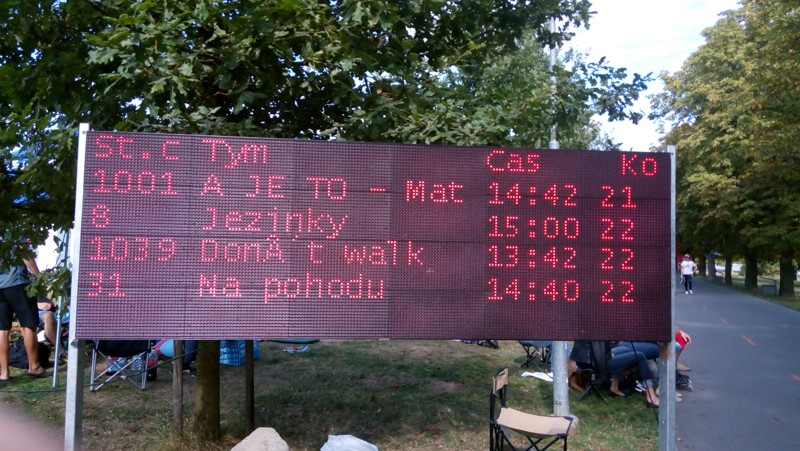 St.c Tym Cas Ko
1001 A JE TO - Mat 14:42 21
8 Jezinky 15:00 22
1039 DonÂ´t walk 13:42 22
31 Na pohodu 14:40 22